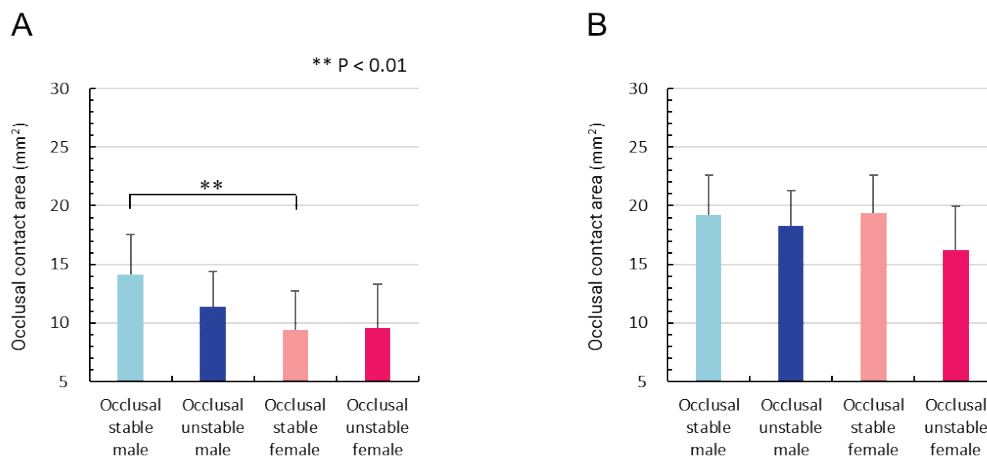 A
** P < 0.01
Occlusal contact area (mm²)
30
25
20
15
10
5
**
Occlusal
stable
male
Occlusal
unstable
male
Occlusal
stable
female
Occlusal
unstable
female
B
Occlusal contact area (mm²)
30
25
20
15
10
5
Occlusal
stable
male
Occlusal
unstable
male
Occlusal
stable
female
Occlusal
unstable
female